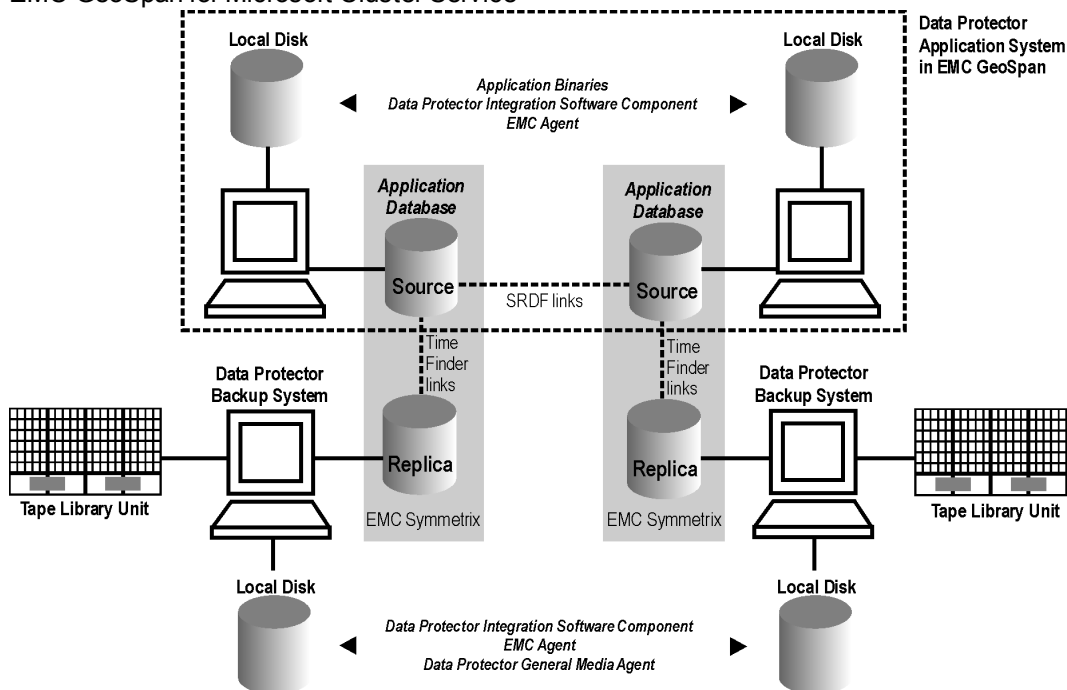 EMC GeoSpan for Microsoft Cluster Service
Local Disk
Local Disk
Data Protector
Application System
in EMC GeoSpan
Application Binaries
Data Protector Integration Software Component
EMC Agent
Application
Database
Application
Database
Source
Source
SRDF links
Time
Finder
links
Time
Finder
links
Data Protector
Backup System
Data Protector
Backup System
Replica
Replica
Tape Library Unit
Tape Library Unit
EMC Symmetrix
EMC Symmetrix
Local Disk
Local Disk
Data Protector Integration Software Component
EMC Agent
Data Protector General Media Agent